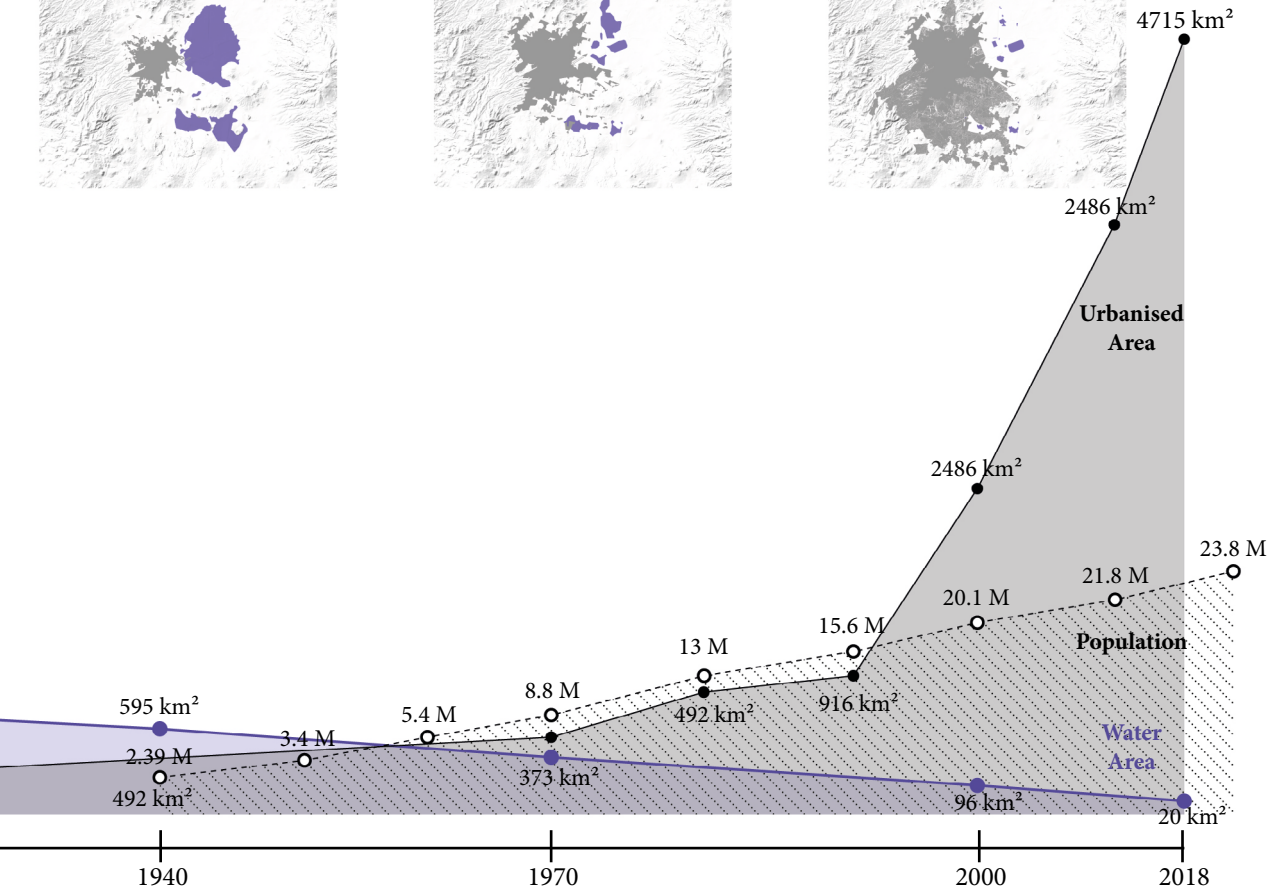 4715 km²
2486 km²
Urbanised
Area
2486 km²
23.8 M
21.8 M
20.1 M
15.6 M
Population
13 M
8.8 M
916 km²
492 km²
595 km²
5.4 M
3.4 M
Water
Area
2.39 M
373 km²
492 km²
96 km²
20 km²
1940
1970
2000
2018